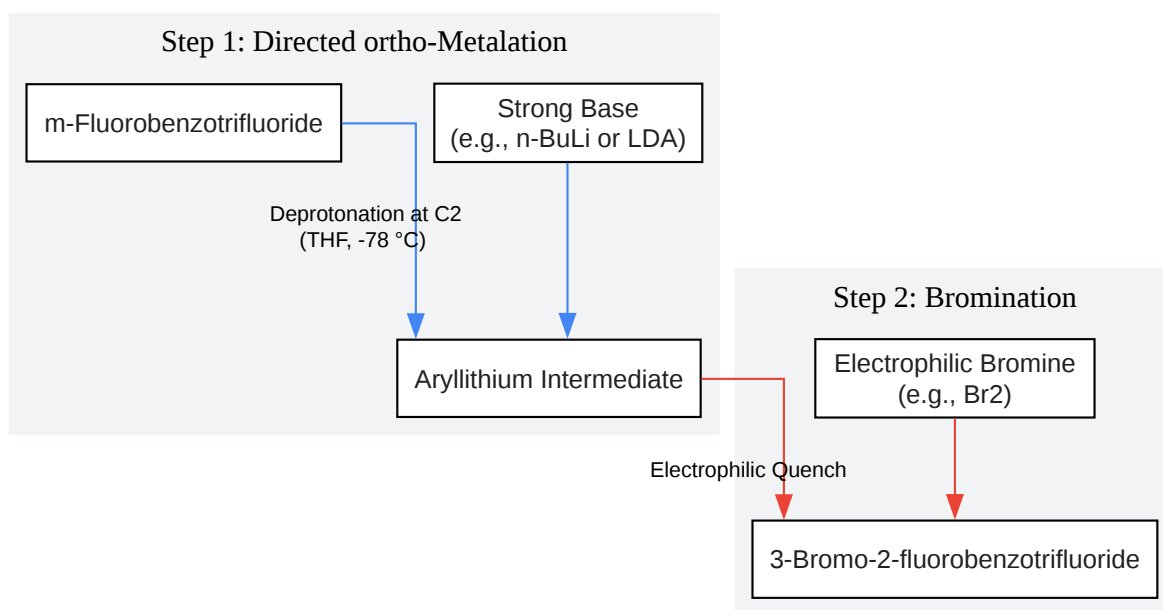 Step 1: Directed ortho-Metalation
m-Fluorobenzotrifluoride
Strong Base
(e.g., n-BuLi or LDA)
Deprotonation at C2
(THF, -78 °C)
Aryllithium Intermediate
Step 2: Bromination
Electrophilic Bromine
(e.g., Br2)
Electrophilic Quench
3-Bromo-2-fluorobenzotrifluoride